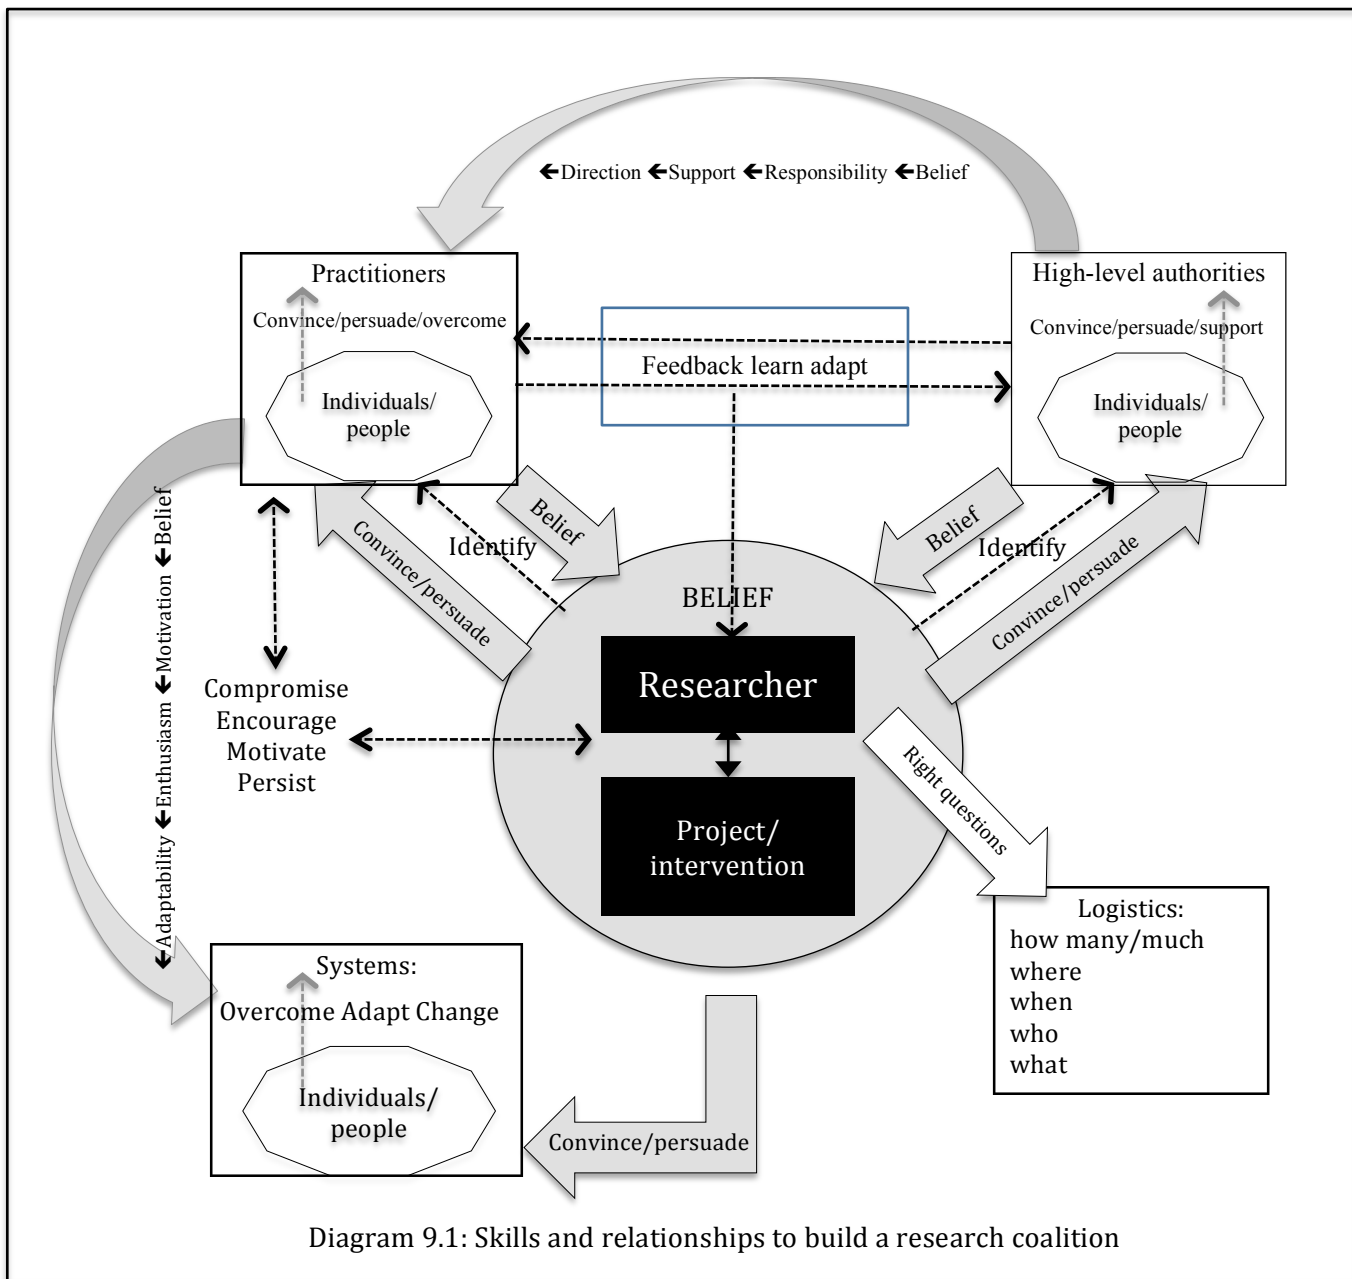 ←Direction ←Support ←Responsibility ←Belief
Practitioners
Convince/persuade/overcome
Individuals/
people
High-level authorities
Convince/persuade/support
Individuals/
people
Feedback learn adapt
Belief
Identify
Convince/persuade
Belief
Identify
Convince/persuade
←Adaptability ←Enthusiasm ←Motivation ←Belief
BELIEF
Researcher
Project/
intervention
Compromise
Encourage
Motivate
Persist
Right questions
Logistics:
how many/much
where
when
who
what
Systems:
Overcome Adapt Change
Individuals/
people
Convince/persuade
Diagram 9.1: Skills and relationships to build a research coalition